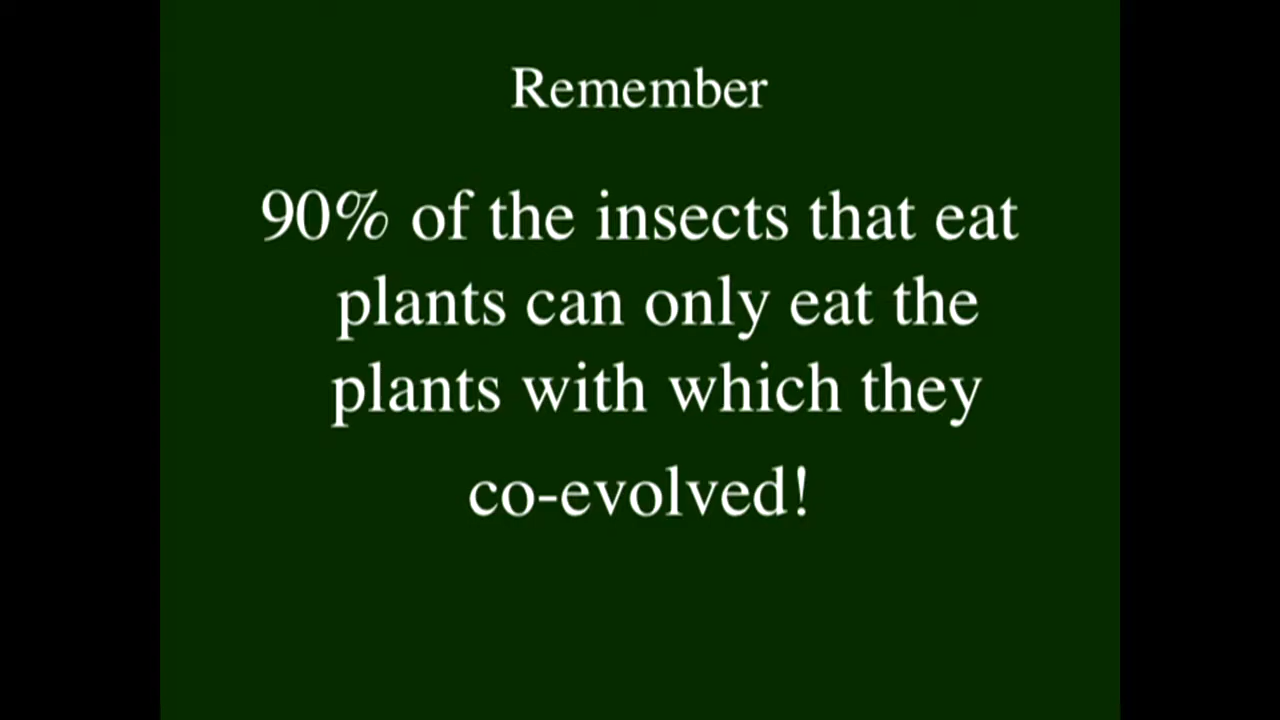 Remember
90% of the insects that eat
plants can only eat the
plants with which they
co-evolved!